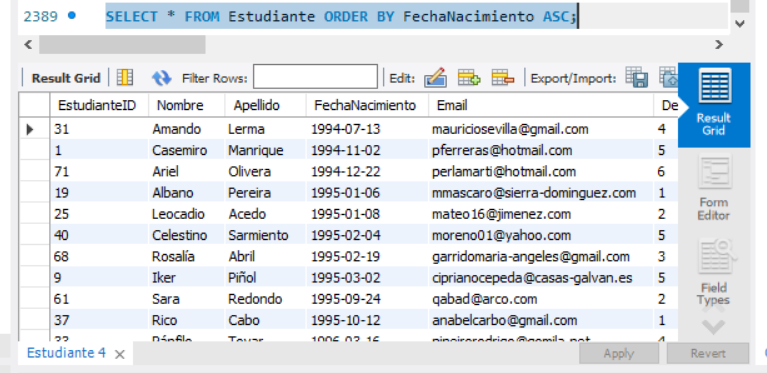 2389 SELECT * FROM Estudiante ORDER BY FechaNacimiento ASC;
Result Grid Filter Rows: Edit: Export/Import:
EstudianteID Nombre Apellido FechaNacimiento Email De
31 Amando Lerma 1994-07-13 mauriciosevilla@gmail.com 4
1 Casemiro Manrique 1994-11-02 pferreras@hotmail.com 5
71 Ariel Olivera 1994-12-22 perlamarti@hotmail.com 6
19 Albano Pereira 1995-01-06 mmascaro@sierra-dominguez.com 1
25 Leocadio Acedo 1995-01-08 mateo16@jimenez.com 2
40 Celestino Sarmiento 1995-02-04 moreno01@yahoo.com 5
68 Rosalía Abril 1995-02-19 garridomaria-angeles@gmail.com 3
9 Iker Piñol 1995-03-02 ciprianocepeda@casas-galvan.es 5
61 Sara Redondo 1995-09-24 qabad@arco.com 2
37 Rico Cabo 1995-10-12 anabelcarbo@gmail.com 1
Result
Grid
Form
Editor
Field
Types
Estudiante 4 Apply Revert